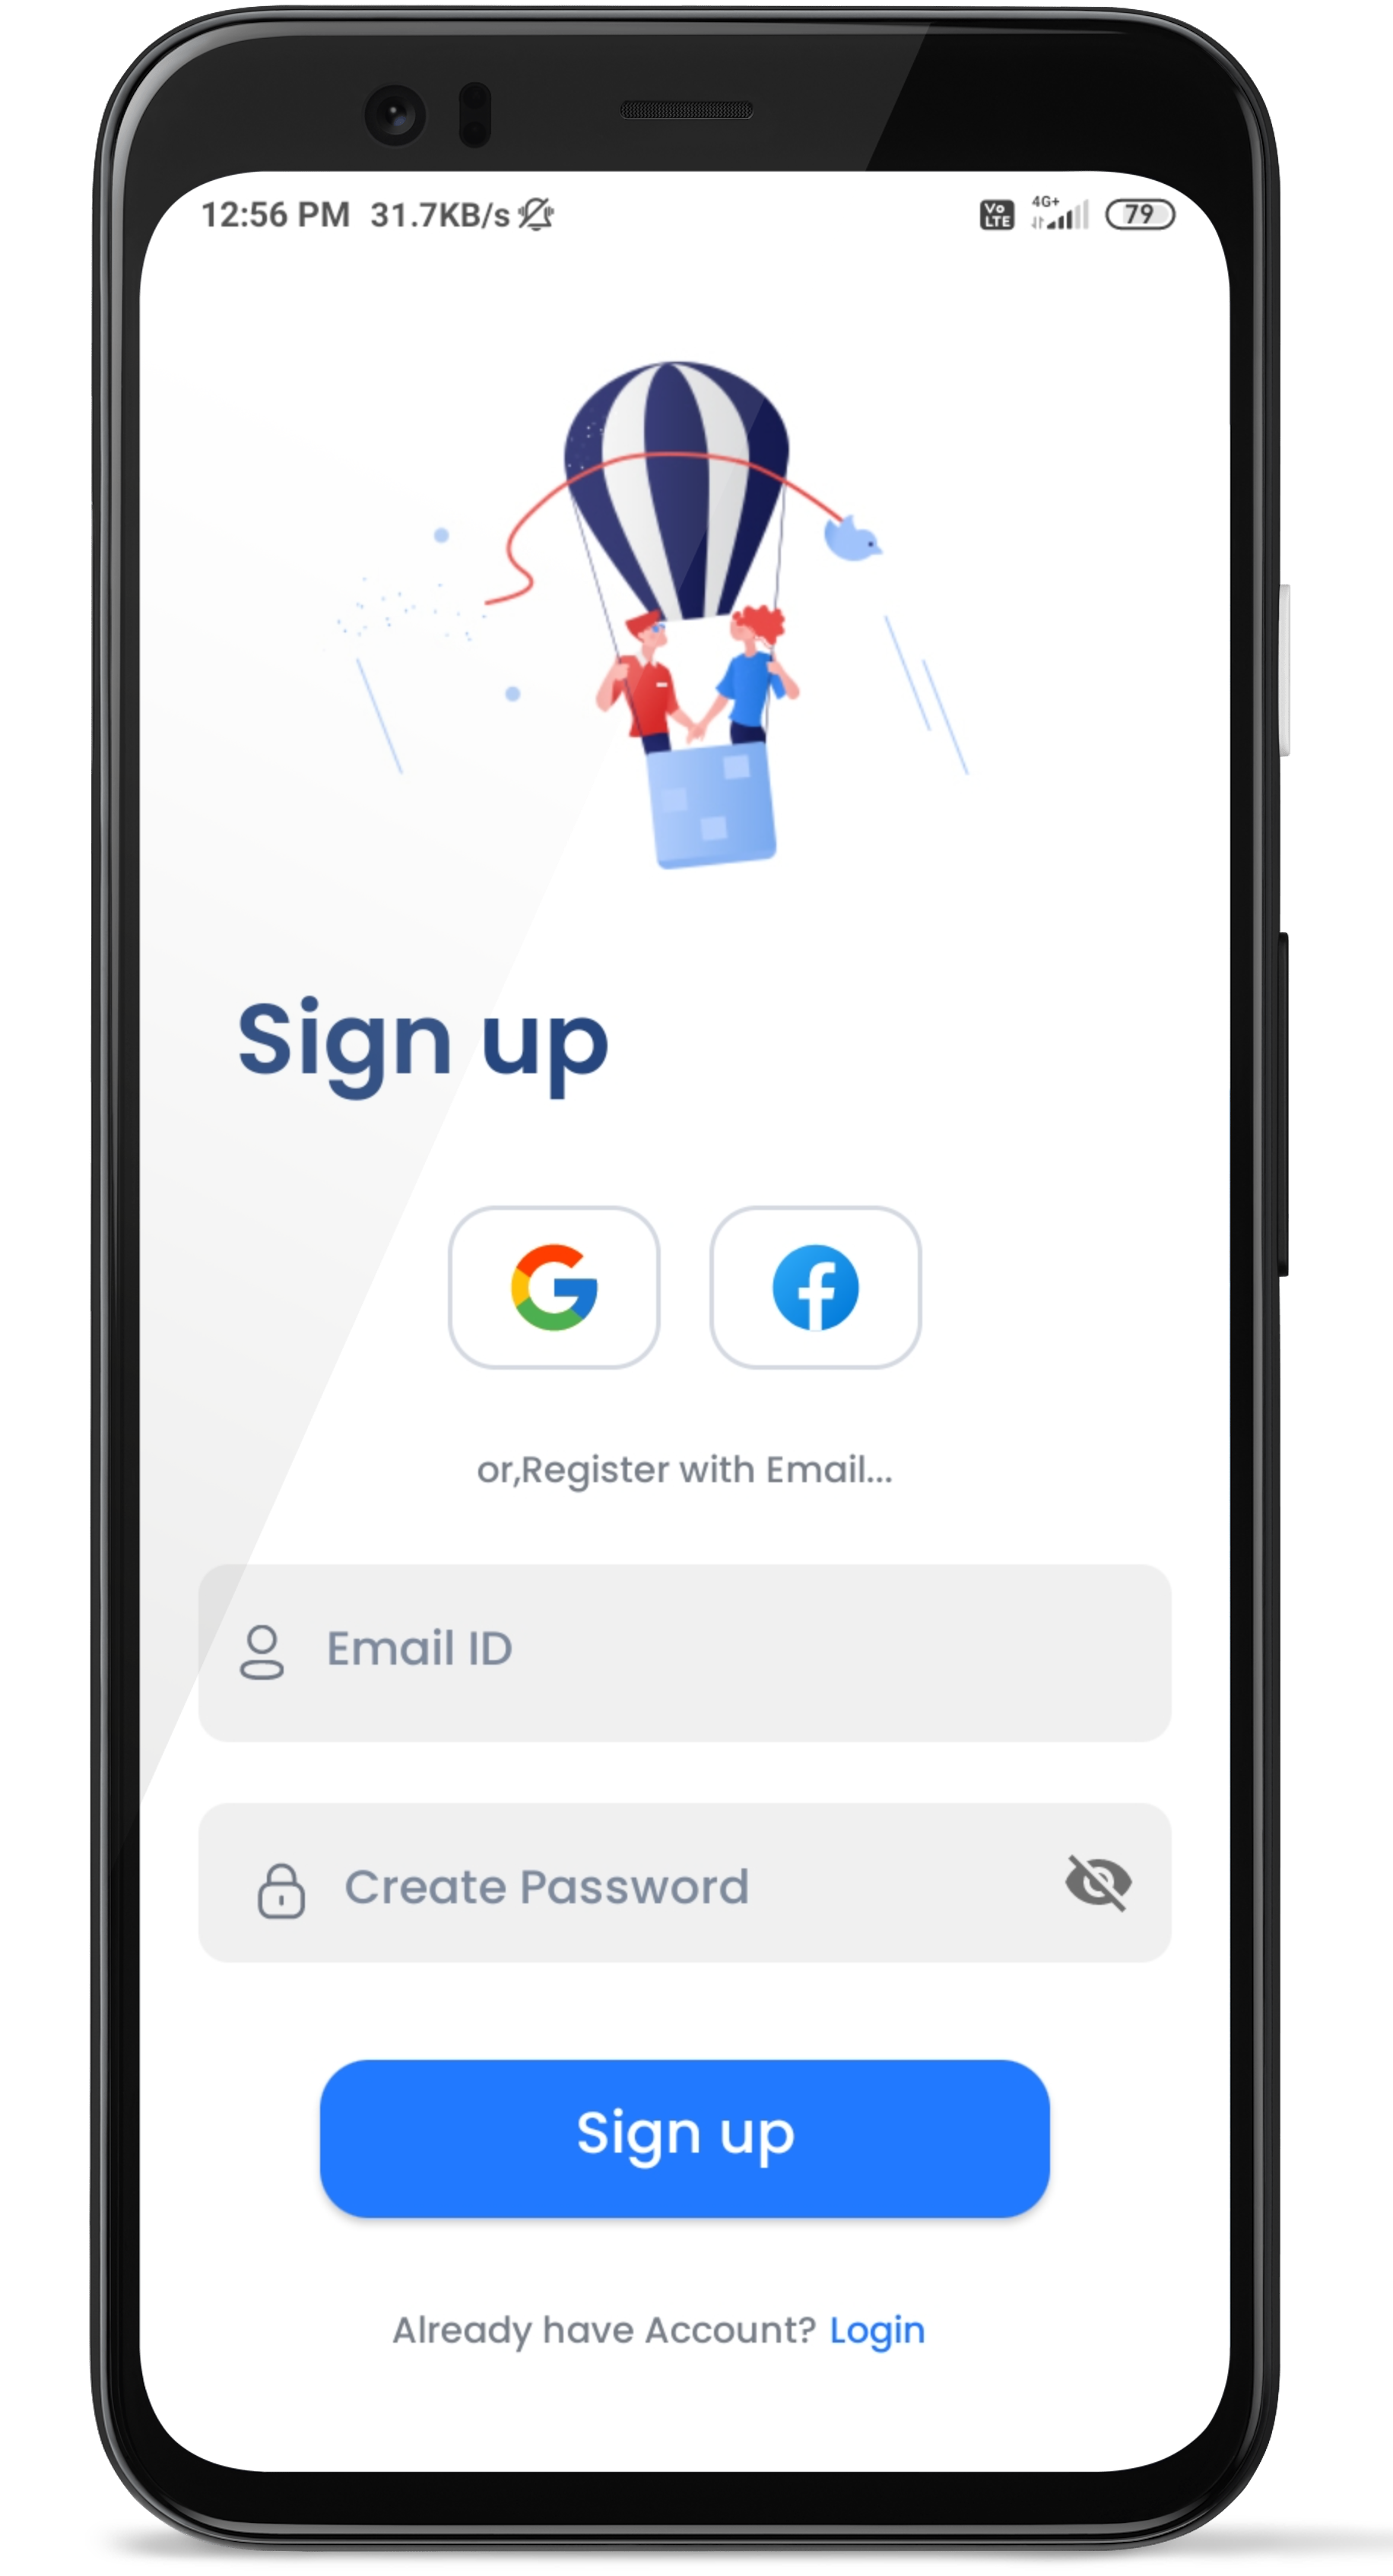 12:56 PM 31.7KB/s Vo LTE 4G+ 79
Sign up
or,Register with Email...
Email ID
Create Password
Sign up
Already have Account? Login